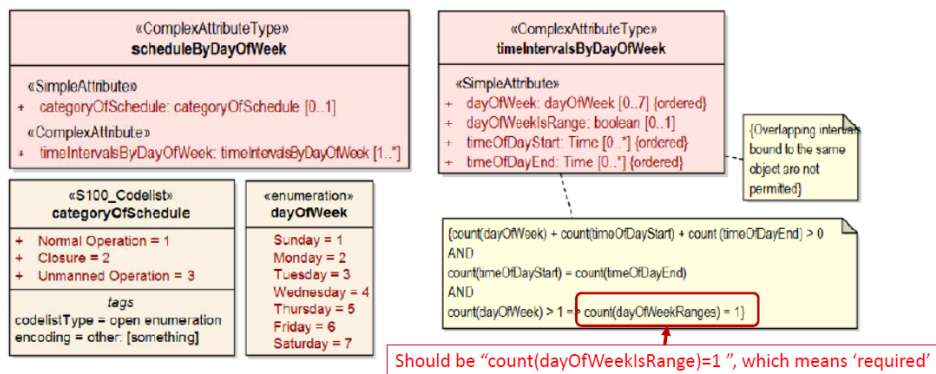 «ComplexAttributeType»
scheduleByDayOfWeek
«SimpleAttribute»
+ categoryOfSchedule: categoryOfSchedule [0..1]
«ComplexAttribute»
+ timeIntervalsByDayOfWeek: timeIntervalsByDayOfWeek [1..*]
«ComplexAttributeType»
timeIntervalsByDayOfWeek
«SimpleAttribute»
+ dayOfWeek: dayOfWeek [0..7] {ordered}
+ dayOfWeekIsRange: boolean [0..1]
+ timeOfDayStart: Time [0..*] {ordered}
+ timeOfDayEnd: Time [0..*] {ordered}
{Overlapping intervals
bound to the same
object are not
permitted}
«S100_Codelist»
categoryOfSchedule
+ Normal Operation = 1
+ Closure = 2
+ Unmanned Operation = 3
tags
codelistType = open enumeration
encoding = other: [something]
«enumeration»
dayOfWeek
Sunday = 1
Monday = 2
Tuesday = 3
Wednesday = 4
Thursday = 5
Friday = 6
Saturday = 7
{count(dayOfWeek) + count(timeOfDayStart) + count (timeOfDayEnd) > 0
AND
count(timeOfDayStart) = count(timeOfDayEnd)
AND
count(dayOfWeek) > 1 => count(dayOfWeekRanges) = 1}
Should be “count(dayOfWeekIsRange)=1 ”, which means ‘required’